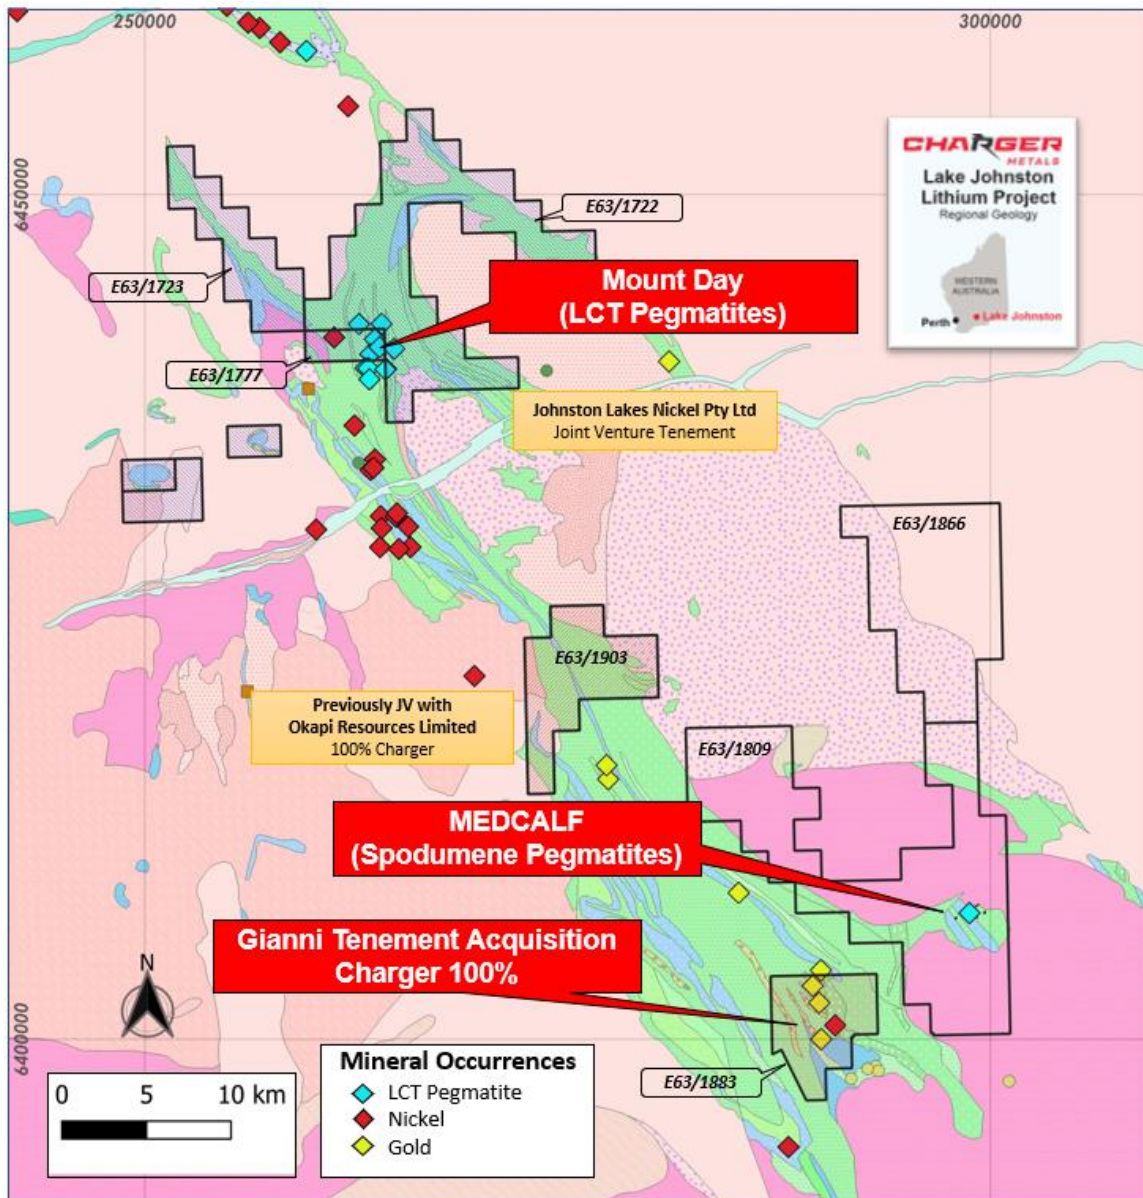 250000
300000
6450000
6400000
CHARGER
METALS
Lake Johnston
Lithium Project
Regional Geology
WESTERN
AUSTRALIA
Perth
Lake Johnston
E63/1722
E63/1723
Mount Day
(LCT Pegmatites)
E63/1777
Johnston Lakes Nickel Pty Ltd
Joint Venture Tenement
E63/1866
E63/1903
Previously JV with
Okapi Resources Limited
100% Charger
E63/1809
MEDCALF
(Spodumene Pegmatites)
Gianni Tenement Acquisition
Charger 100%
N
E63/1883
0 5 10 km
Mineral Occurrences
LCT Pegmatite
Nickel
Gold